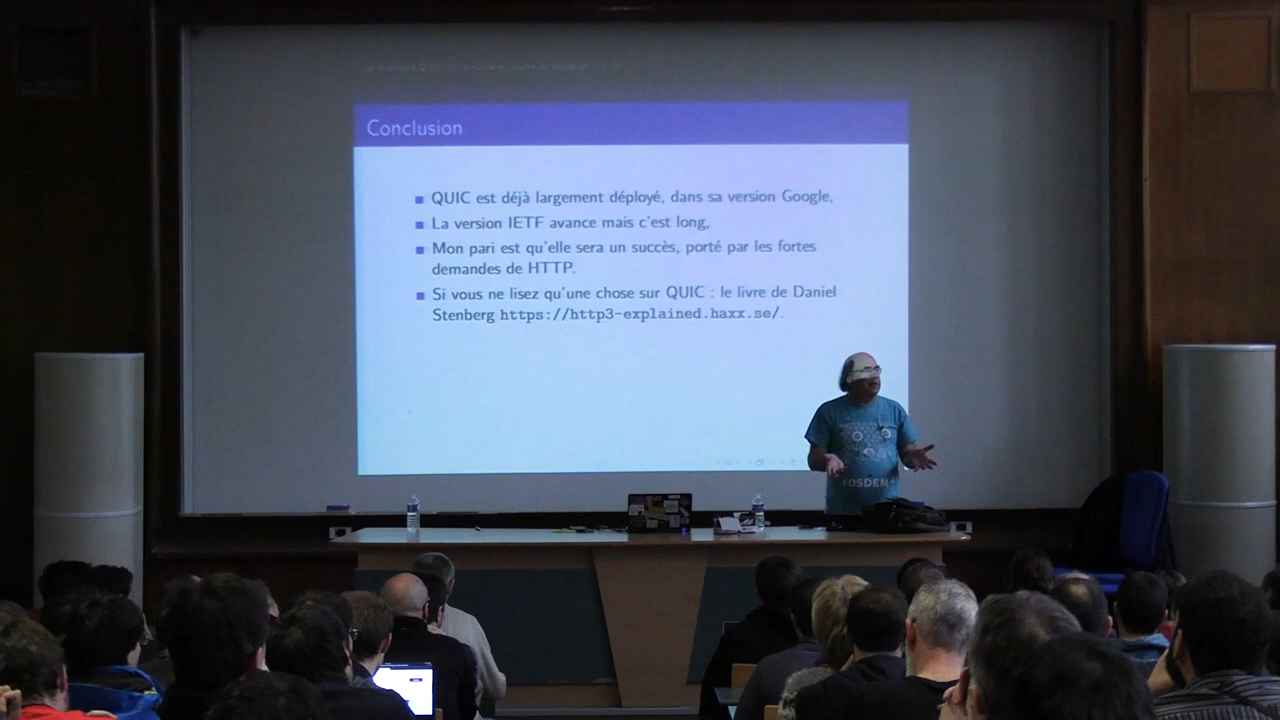 Conclusion
QUIC est déjà largement déployé, dans sa version Google,
La version IETF avance mais c'est long,
Mon pari est qu'elle sera un succès, porté par les fortes
demandes de HTTP.
Si vous ne lisez qu'une chose sur QUIC : le livre de Daniel
Stenberg https://http3-explained.haxx.se/.
FOSDEM